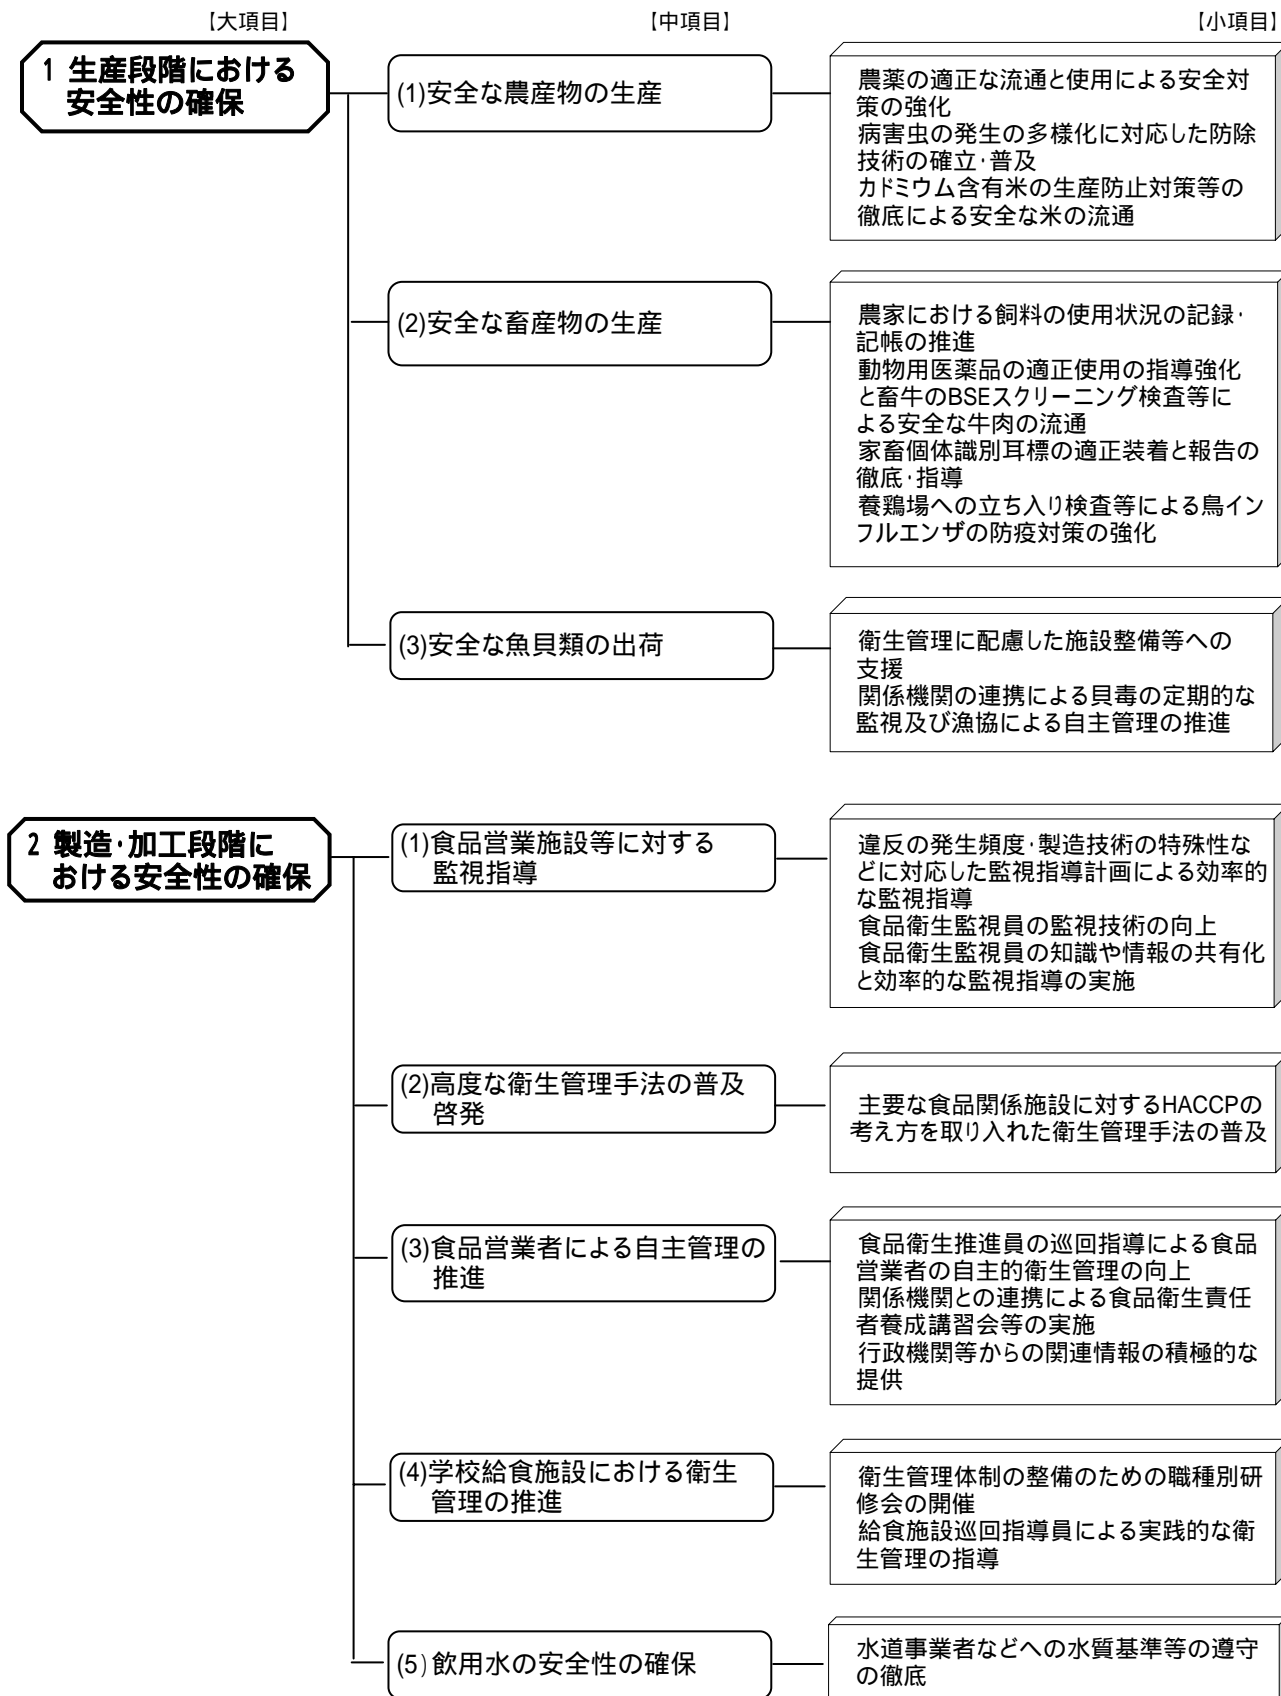 【大項目】
【中項目】
【小項目】
1 生産段階における
安全性の確保
(1)安全な農産物の生産
農薬の適正な流通と使用による安全対
策の強化
病害虫の発生の多様化に対応した防除
技術の確立・普及
カドミウム含有米の生産防止対策等の
徹底による安全な米の流通
(2)安全な畜産物の生産
農家における飼料の使用状況の記録・
記帳の推進
動物用医薬品の適正使用の指導強化
と畜牛のBSEスクリーニング検査等に
よる安全な牛肉の流通
家畜個体識別耳標の適正装着と報告の
徹底・指導
養鶏場への立ち入り検査等による鳥イン
フルエンザの防疫対策の強化
(3)安全な魚貝類の出荷
衛生管理に配慮した施設整備等への
支援
関係機関の連携による貝毒の定期的な
監視及び漁協による自主管理の推進
2 製造・加工段階に
おける安全性の確保
(1)食品営業施設等に対する
監視指導
違反の発生頻度・製造技術の特殊性な
どに対応した監視指導計画による効率的
な監視指導
食品衛生監視員の監視技術の向上
食品衛生監視員の知識や情報の共有化
と効率的な監視指導の実施
(2)高度な衛生管理手法の普及
啓発
主要な食品関係施設に対するHACCPの
考え方を取り入れた衛生管理手法の普及
(3)食品営業者による自主管理の
推進
食品衛生推進員の巡回指導による食品
営業者の自主的衛生管理の向上
関係機関との連携による食品衛生責任
者養成講習会等の実施
行政機関等からの関連情報の積極的な
提供
(4)学校給食施設における衛生
管理の推進
衛生管理体制の整備のための職種別研
修会の開催
給食施設巡回指導員による実践的な衛
生管理の指導
(5)飲用水の安全性の確保
水道事業者などへの水質基準等の遵守
の徹底